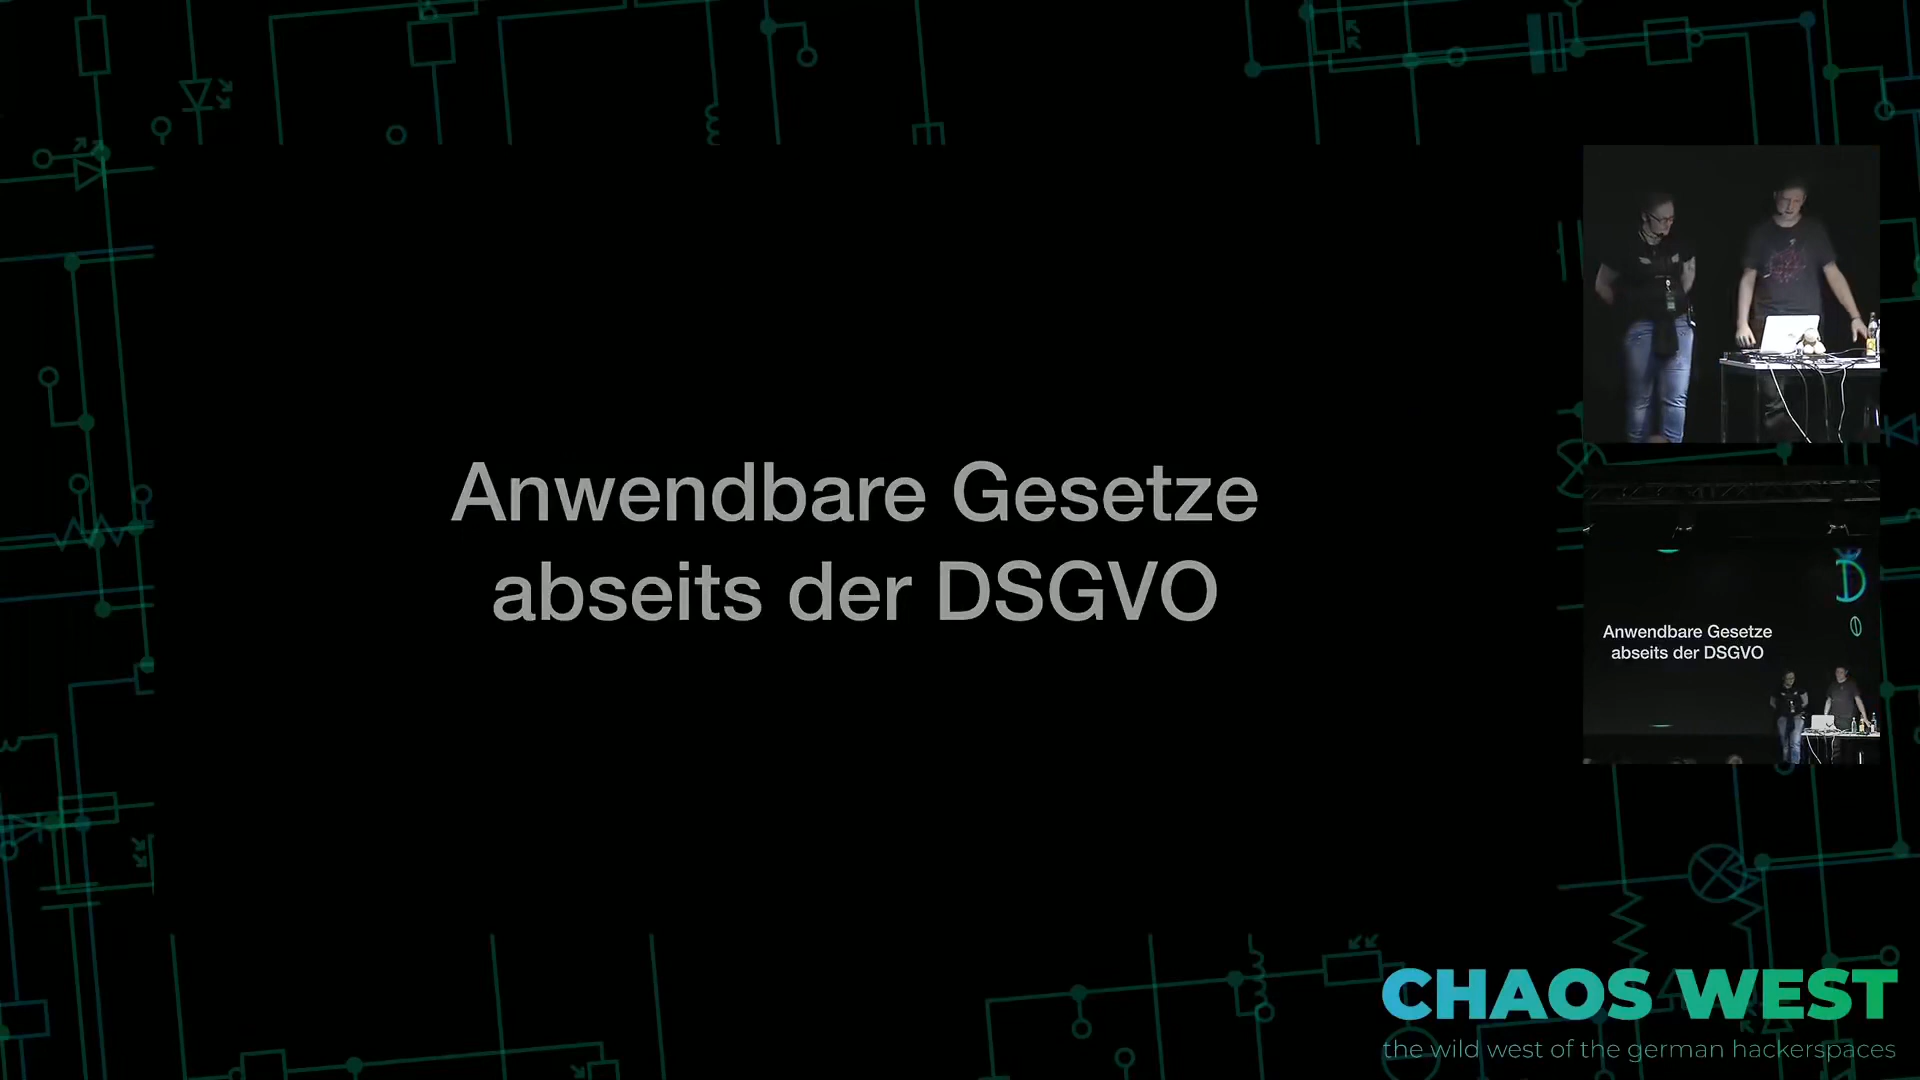 Anwendbare Gesetze
abseits der DSGVO
Anwendbare Gesetze
abseits der DSGVO
CHAOS WEST
the wild west of the german hackerspaces